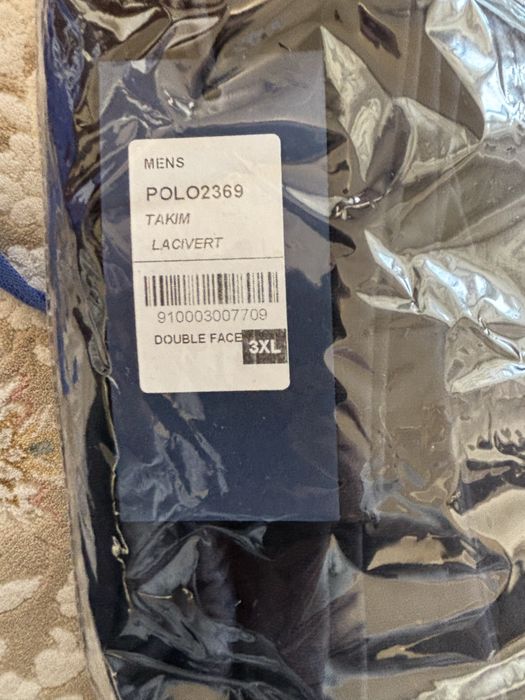 MENS
POLO2369
TAKIM
LACIVERT
910003007709
DOUBLE FACE 3XL